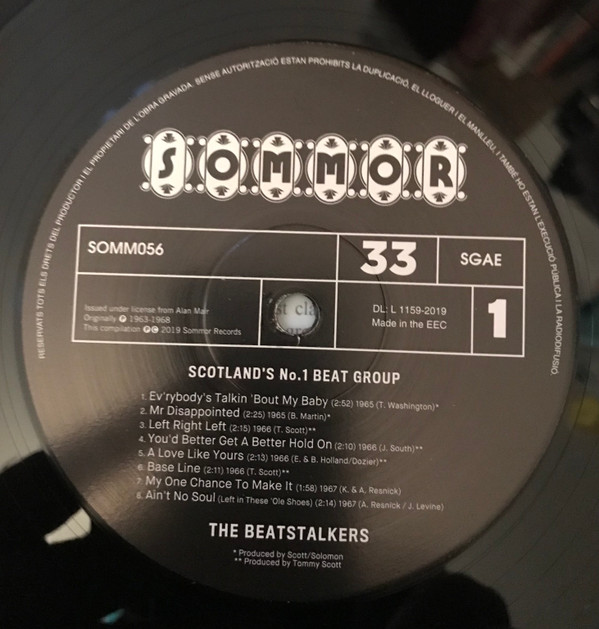 RESERVATS TOTS ELS DRETS DEL PRODUCTOR I EL PROPIETARI DE L'OBRA GRAVADA. SENSE AUTORITZACIÓ ESTAN PROHIBITS LA DUPLICACIÓ, EL LLOGUER I EL MANLLEU, I TAMBÉ HO ESTAN L'EXECUCIÓ PÚBLICA I LA RADIODIFUSIÓ.
SOMMOR
SOMM056
33
SGAE
Issued under license from Alan Mair
Originally ℗ 1963-1968
This compilation ℗© 2019 Sommor Records
st cla
DL: L 1159-2019
Made in the EEC
1
SCOTLAND'S No.1 BEAT GROUP
1. Ev'rybody's Talkin 'Bout My Baby (2:52) 1965 (T. Washington)*
2. Mr Disappointed (2:25) 1965 (B. Martin)*
3. Left Right Left (2:15) 1966 (T. Scott)**
4. You'd Better Get A Better Hold On (2:10) 1966 (J. South)**
5. A Love Like Yours (2:13) 1966 (E. & B. Holland/Dozier)**
6. Base Line (2:11) 1966 (T. Scott)**
7. My One Chance To Make It (1:58) 1967 (K. & A. Resnick)
8. Ain't No Soul (Left in These 'Ole Shoes) (2:14) 1967 (A. Resnick / J. Levine)
THE BEATSTALKERS
* Produced by Scott/Solomon
** Produced by Tommy Scott